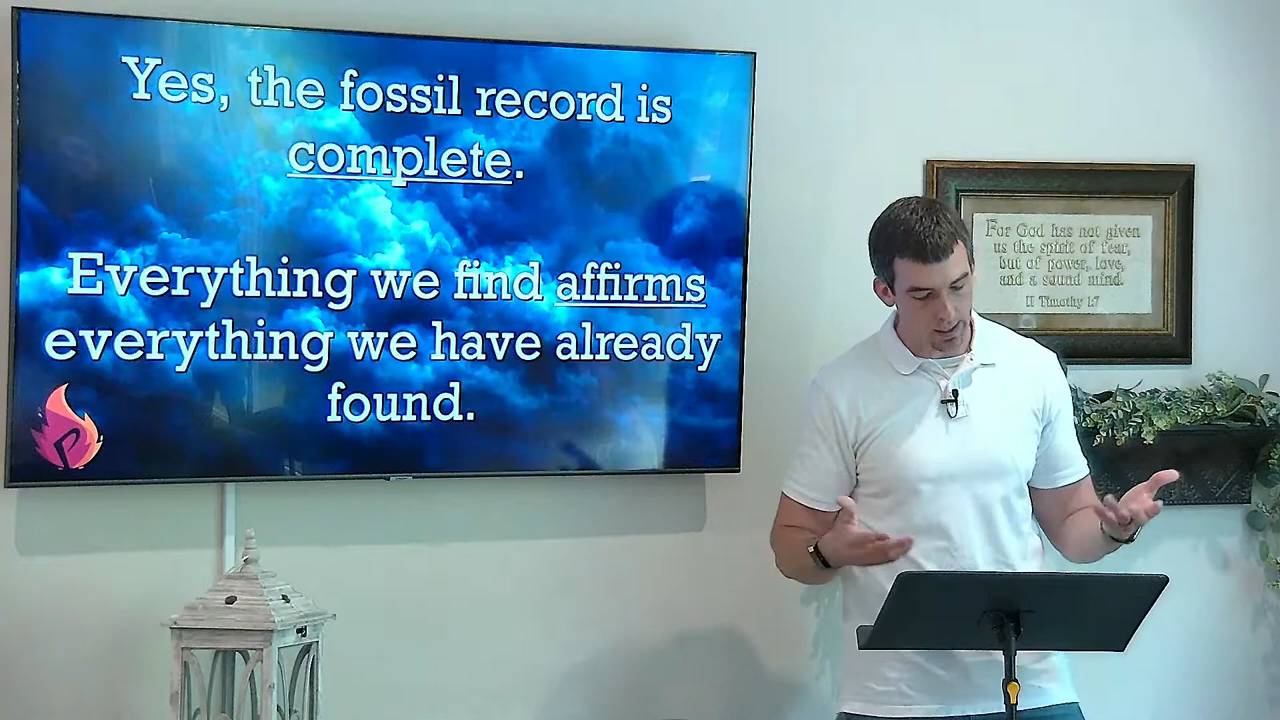 Yes, the fossil record is
complete.
Everything we find affirms
everything we have already
found.
P
For God has not given
us the spirit of fear,
but of power, love,
and a sound mind.
II Timothy 1:7